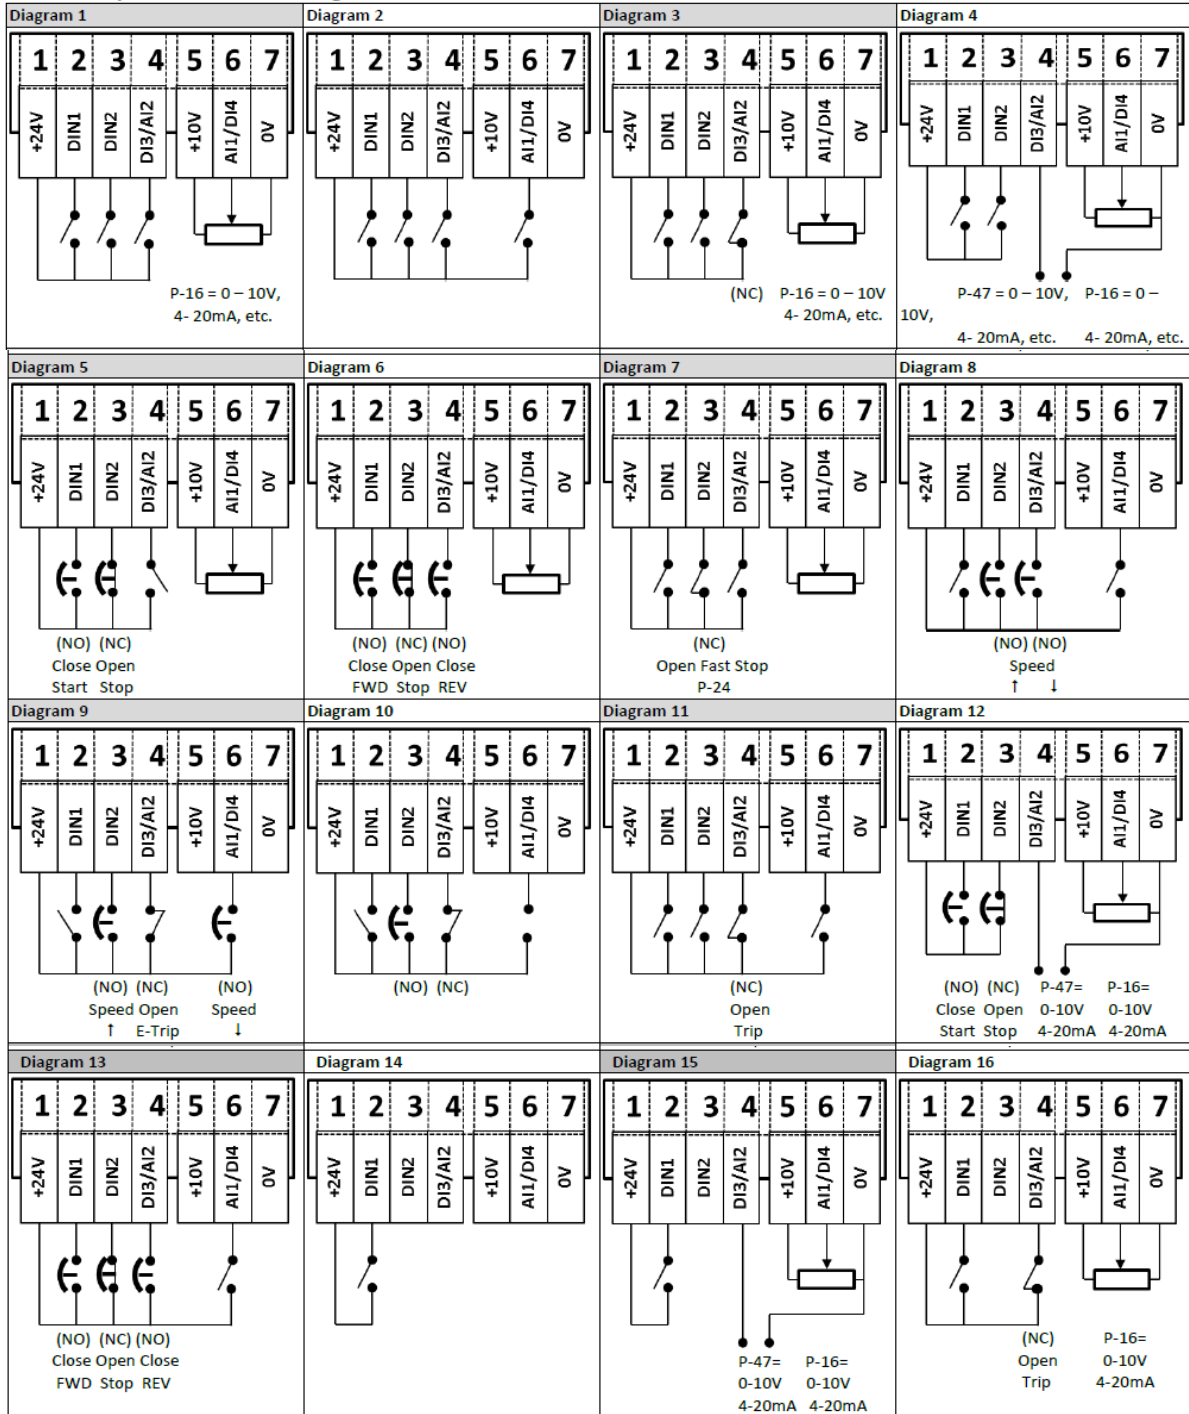 Diagram 1
1 2 3 4 5 6 7
+24V DIN1 DIN2 DI3/AI2 +10V AI1/DI4 0V
P-16 = 0 – 10V,
4- 20mA, etc.
Diagram 2
1 2 3 4 5 6 7
+24V DIN1 DIN2 DI3/AI2 +10V AI1/DI4 0V
Diagram 3
1 2 3 4 5 6 7
+24V DIN1 DIN2 DI3/AI2 +10V AI1/DI4 0V
(NC) P-16 = 0 – 10V
4- 20mA, etc.
Diagram 4
1 2 3 4 5 6 7
+24V DIN1 DIN2 DI3/AI2 +10V AI1/DI4 0V
P-47 = 0 – 10V, P-16 = 0 –
10V,
4- 20mA, etc. 4- 20mA, etc.
Diagram 5
1 2 3 4 5 6 7
+24V DIN1 DIN2 DI3/AI2 +10V AI1/DI4 0V
(NO) (NC)
Close Open
Start Stop
Diagram 6
1 2 3 4 5 6 7
+24V DIN1 DIN2 DI3/AI2 +10V AI1/DI4 0V
(NO) (NC) (NO)
Close Open Close
FWD Stop REV
Diagram 7
1 2 3 4 5 6 7
+24V DIN1 DIN2 DI3/AI2 +10V AI1/DI4 0V
(NC)
Open Fast Stop
P-24
Diagram 8
1 2 3 4 5 6 7
+24V DIN1 DIN2 DI3/AI2 +10V AI1/DI4 0V
(NO) (NO)
Speed
↑ ↓
Diagram 9
1 2 3 4 5 6 7
+24V DIN1 DIN2 DI3/AI2 +10V AI1/DI4 0V
(NO) (NC) (NO)
Speed Open Speed
↑ E-Trip ↓
Diagram 10
1 2 3 4 5 6 7
+24V DIN1 DIN2 DI3/AI2 +10V AI1/DI4 0V
(NO) (NC)
Diagram 11
1 2 3 4 5 6 7
+24V DIN1 DIN2 DI3/AI2 +10V AI1/DI4 0V
(NC)
Open
Trip
Diagram 12
1 2 3 4 5 6 7
+24V DIN1 DIN2 DI3/AI2 +10V AI1/DI4 0V
(NO) (NC) P-47= P-16=
Close Open 0-10V 0-10V
Start Stop 4-20mA 4-20mA
Diagram 13
1 2 3 4 5 6 7
+24V DIN1 DIN2 DI3/AI2 +10V AI1/DI4 0V
(NO) (NC) (NO)
Close Open Close
FWD Stop REV
Diagram 14
1 2 3 4 5 6 7
+24V DIN1 DIN2 DI3/AI2 +10V AI1/DI4 0V
Diagram 15
1 2 3 4 5 6 7
+24V DIN1 DIN2 DI3/AI2 +10V AI1/DI4 0V
P-47= P-16=
0-10V 0-10V
4-20mA 4-20mA
Diagram 16
1 2 3 4 5 6 7
+24V DIN1 DIN2 DI3/AI2 +10V AI1/DI4 0V
(NC) P-16=
Open 0-10V
Trip 4-20mA